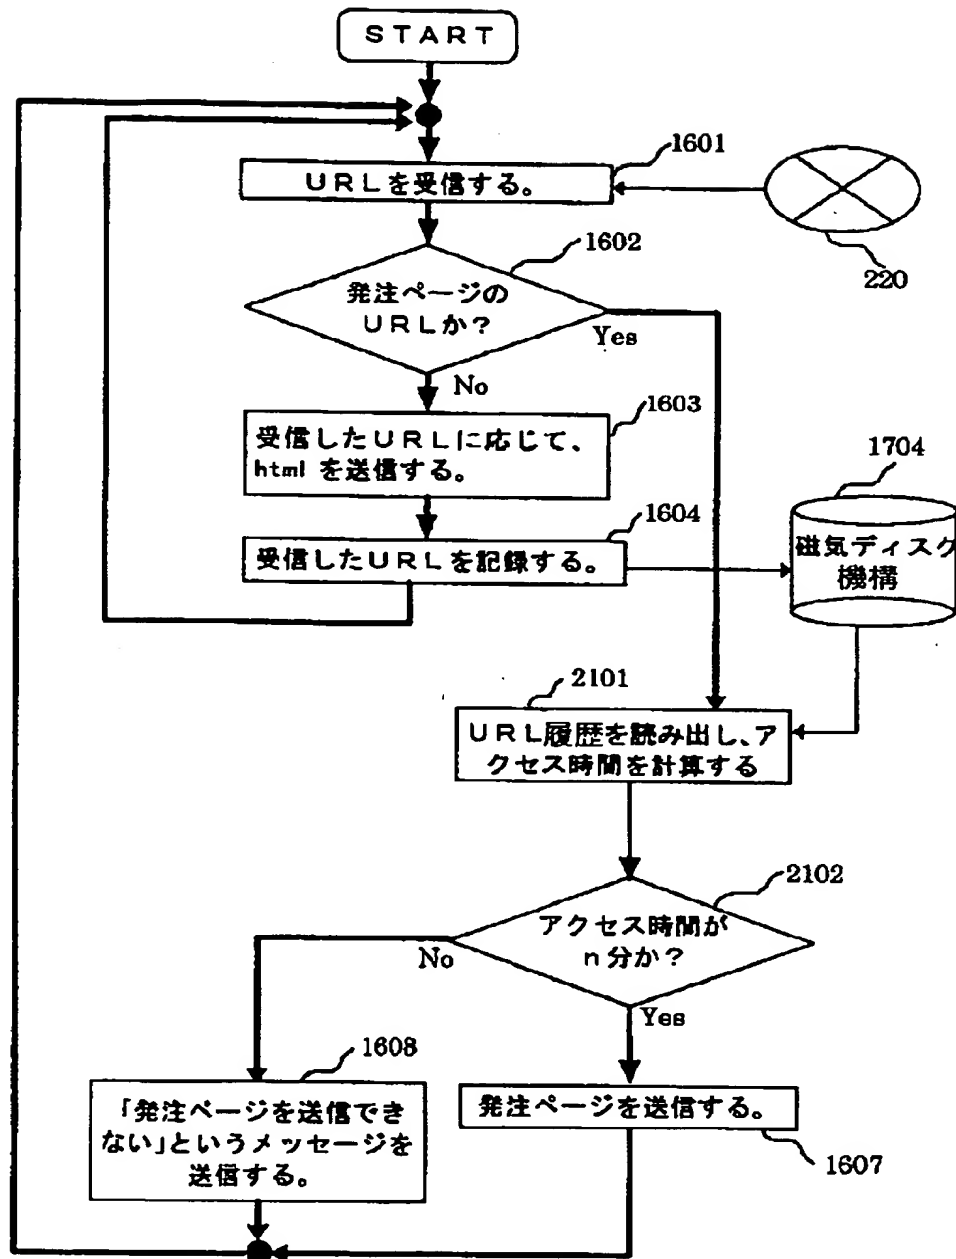 START
1601
URLを受信する。
220
1602
発注ページの
URLか?
Yes
No
1603
受信したURLに応じて、
html を送信する。
1604
受信したURLを記録する。
1704
磁気ディスク
機構
2101
URL履歴を読み出し、ア
クセス時間を計算する
2102
アクセス時間が
n分か?
No
Yes
1608
「発注ページを送信でき
ない」というメッセージを
送信する。
発注ページを送信する。
1607